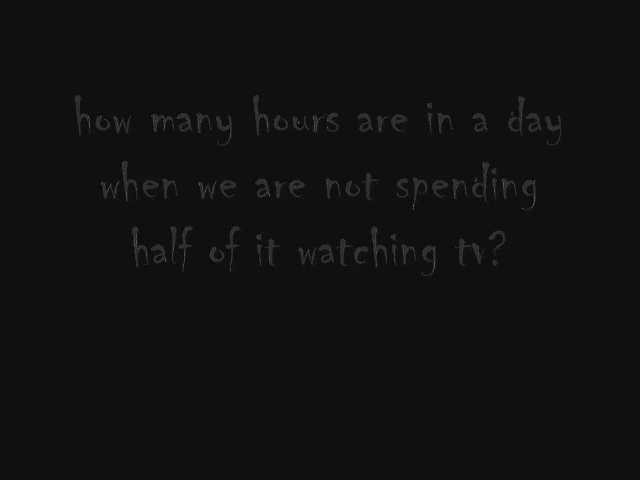 how many hours are in a day
when we are not spending
half of it watching tv?